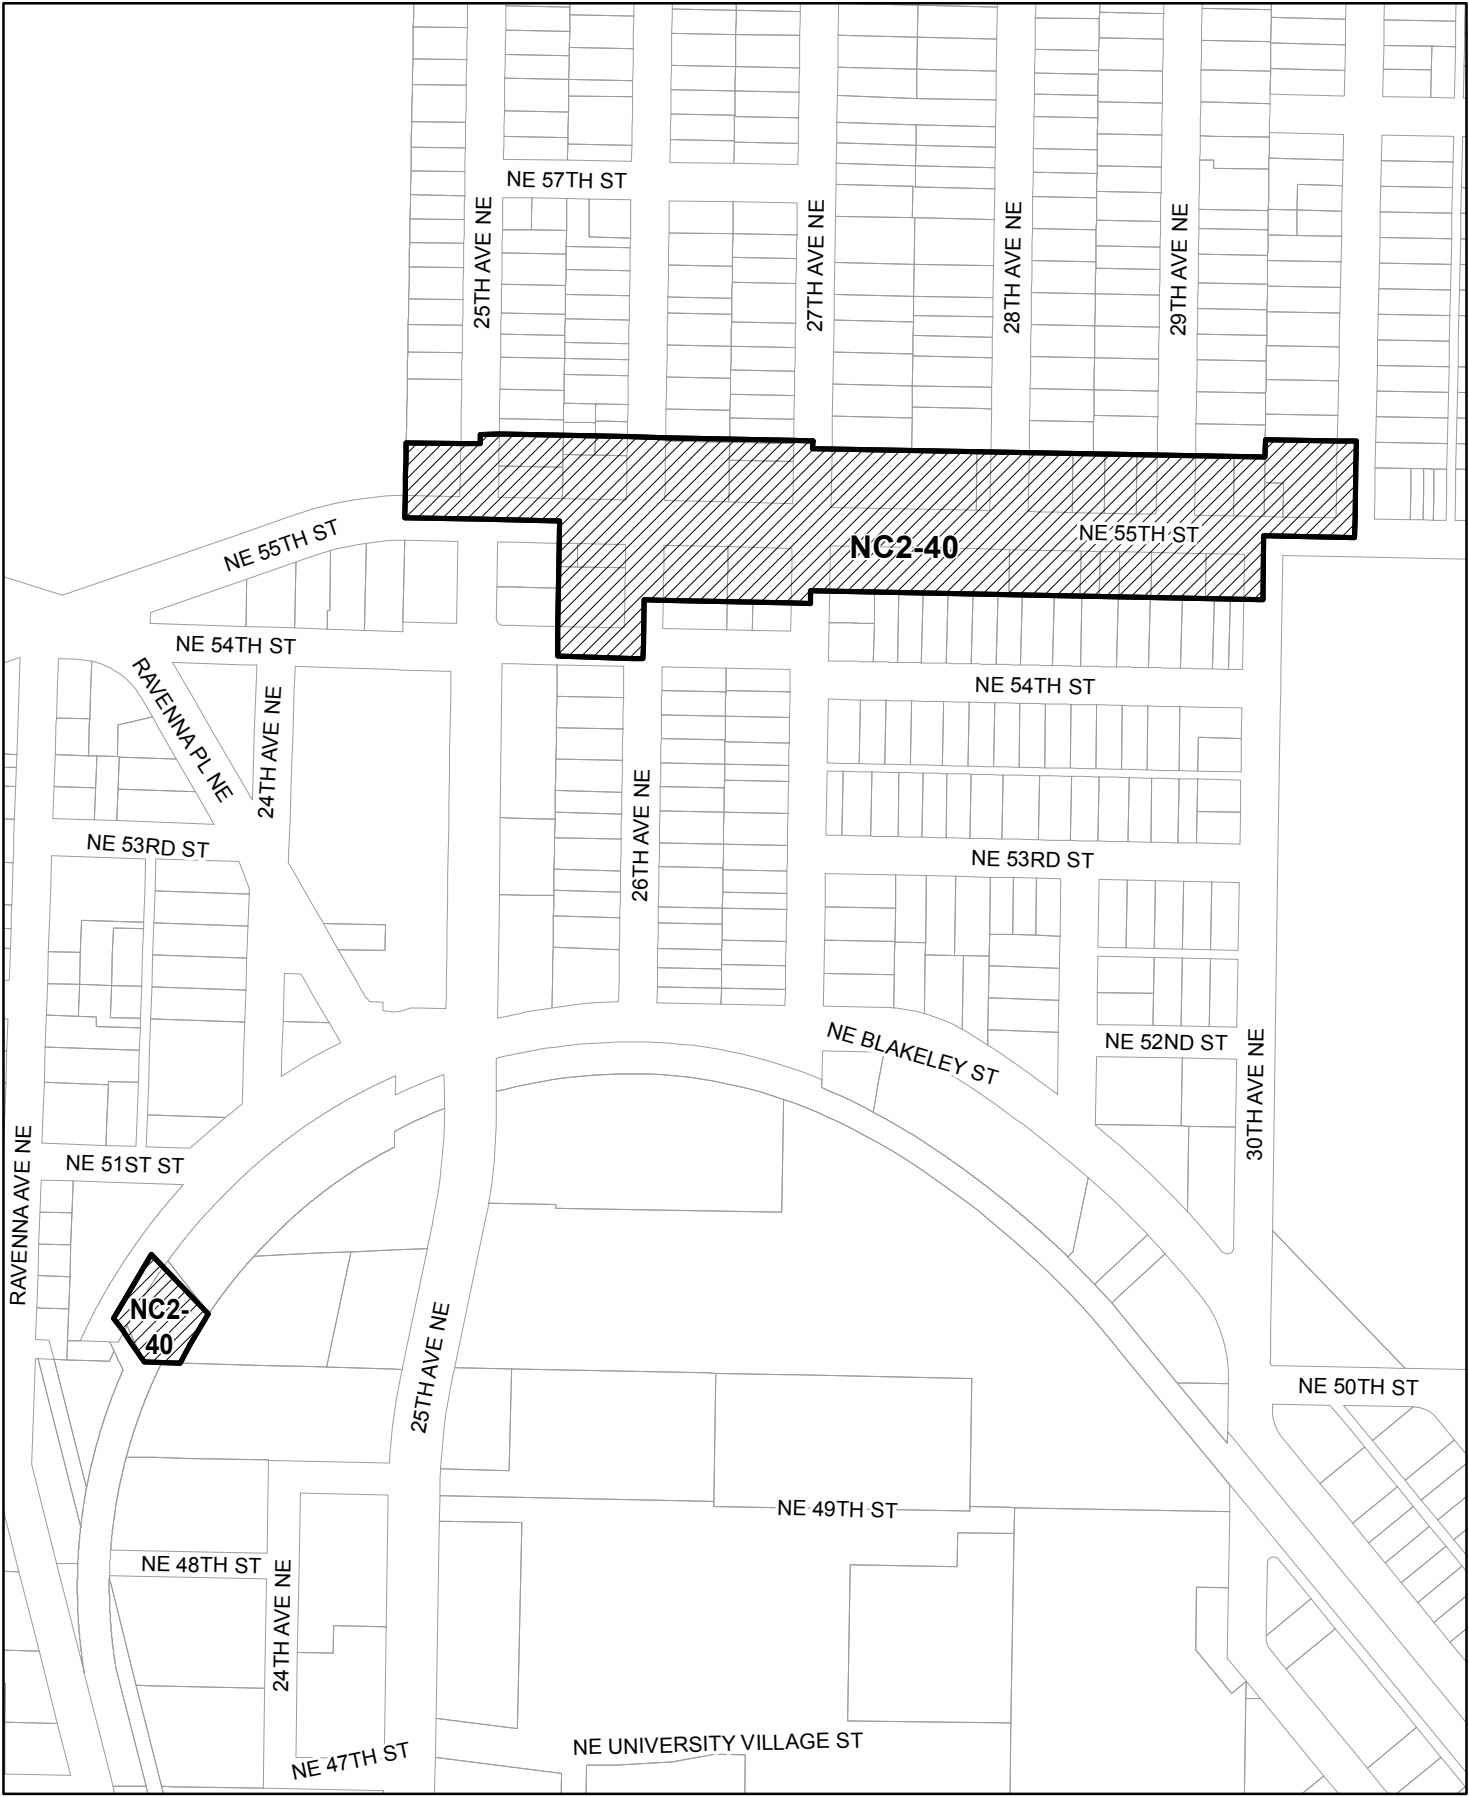 NE 57TH ST
25TH AVE NE
27TH AVE NE
28TH AVE NE
29TH AVE NE
NE 55TH ST
NE 55TH ST
NC2-40
NE 54TH ST
RAVENNA PL NE
24TH AVE NE
NE 54TH ST
26TH AVE NE
NE 53RD ST
NE 53RD ST
NE BLAKELEY ST
NE 52ND ST
30TH AVE NE
RAVENNA AVE NE
NE 51ST ST
NC2-
40
25TH AVE NE
NE 50TH ST
NE 49TH ST
NE 48TH ST
24TH AVE NE
NE 47TH ST
NE UNIVERSITY VILLAGE ST